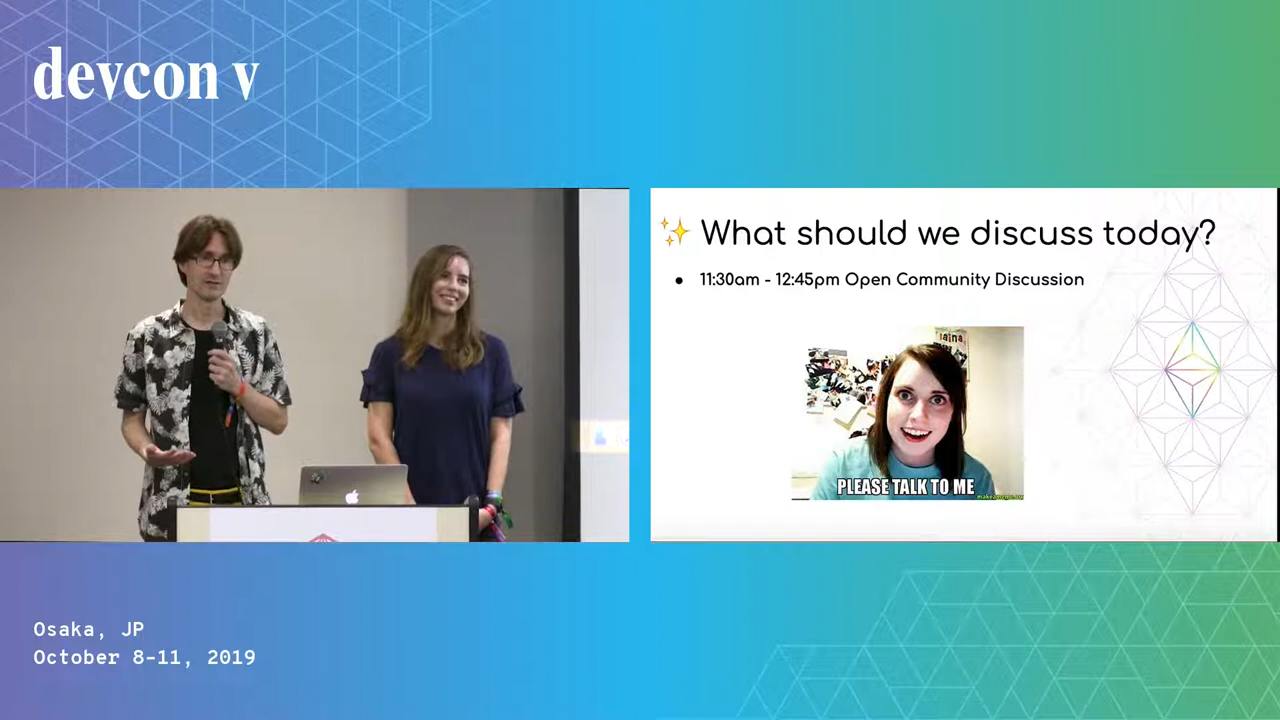 devcon v
✨ What should we discuss today?
● 11:30am - 12:45pm Open Community Discussion
PLEASE TALK TO ME
Osaka, JP
October 8-11, 2019